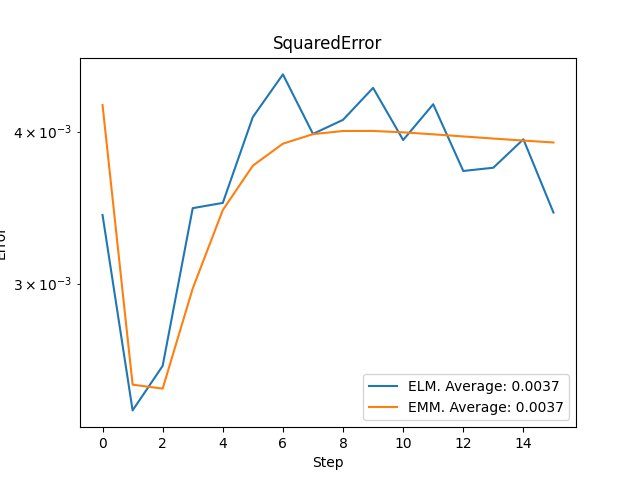 SquaredError
Error
4 × 10⁻³
3 × 10⁻³
ELM. Average: 0.0037
EMM. Average: 0.0037
0 2 4 6 8 10 12 14
Step